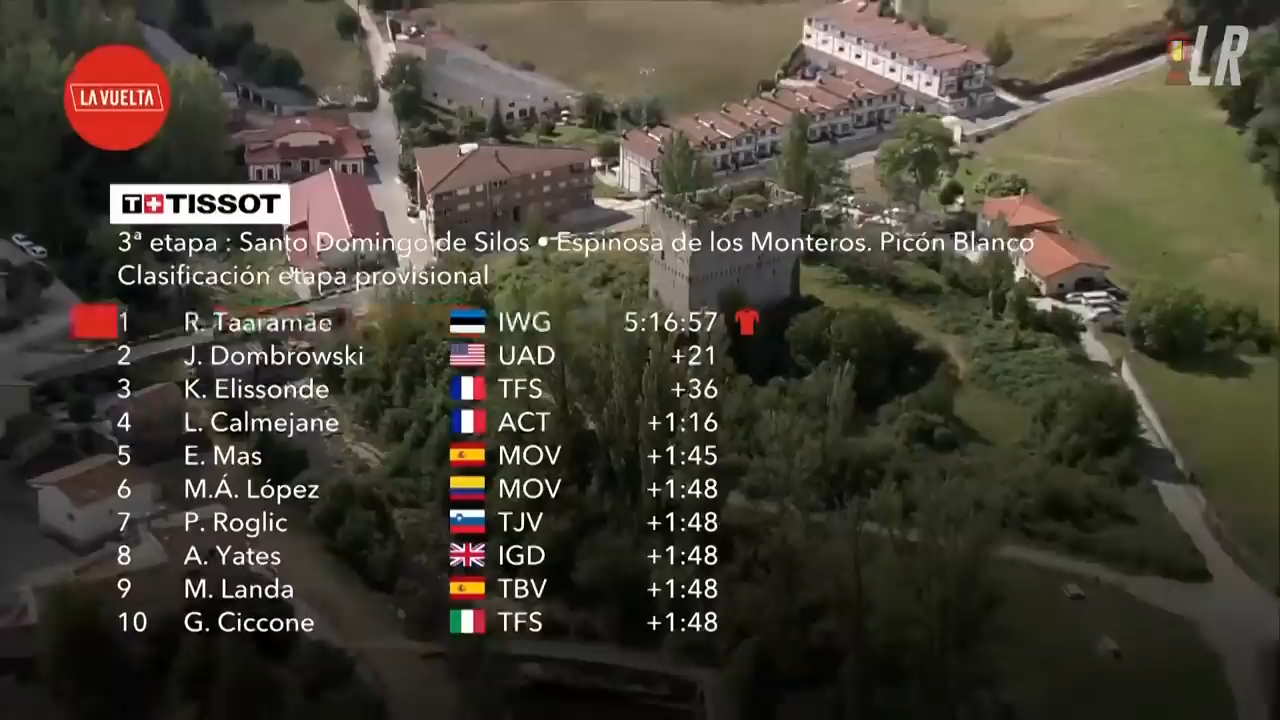 LA VUELTA
LR
T+TISSOT
3ª etapa : Santo Domingo de Silos • Espinosa de los Monteros. Picón Blanco
Clasificación etapa provisional
1 R. Taaramäe IWG 5:16:57
2 J. Dombrowski UAD +21
3 K. Elissonde TFS +36
4 L. Calmejane ACT +1:16
5 E. Mas MOV +1:45
6 M.Á. López MOV +1:48
7 P. Roglic TJV +1:48
8 A. Yates IGD +1:48
9 M. Landa TBV +1:48
10 G. Ciccone TFS +1:48